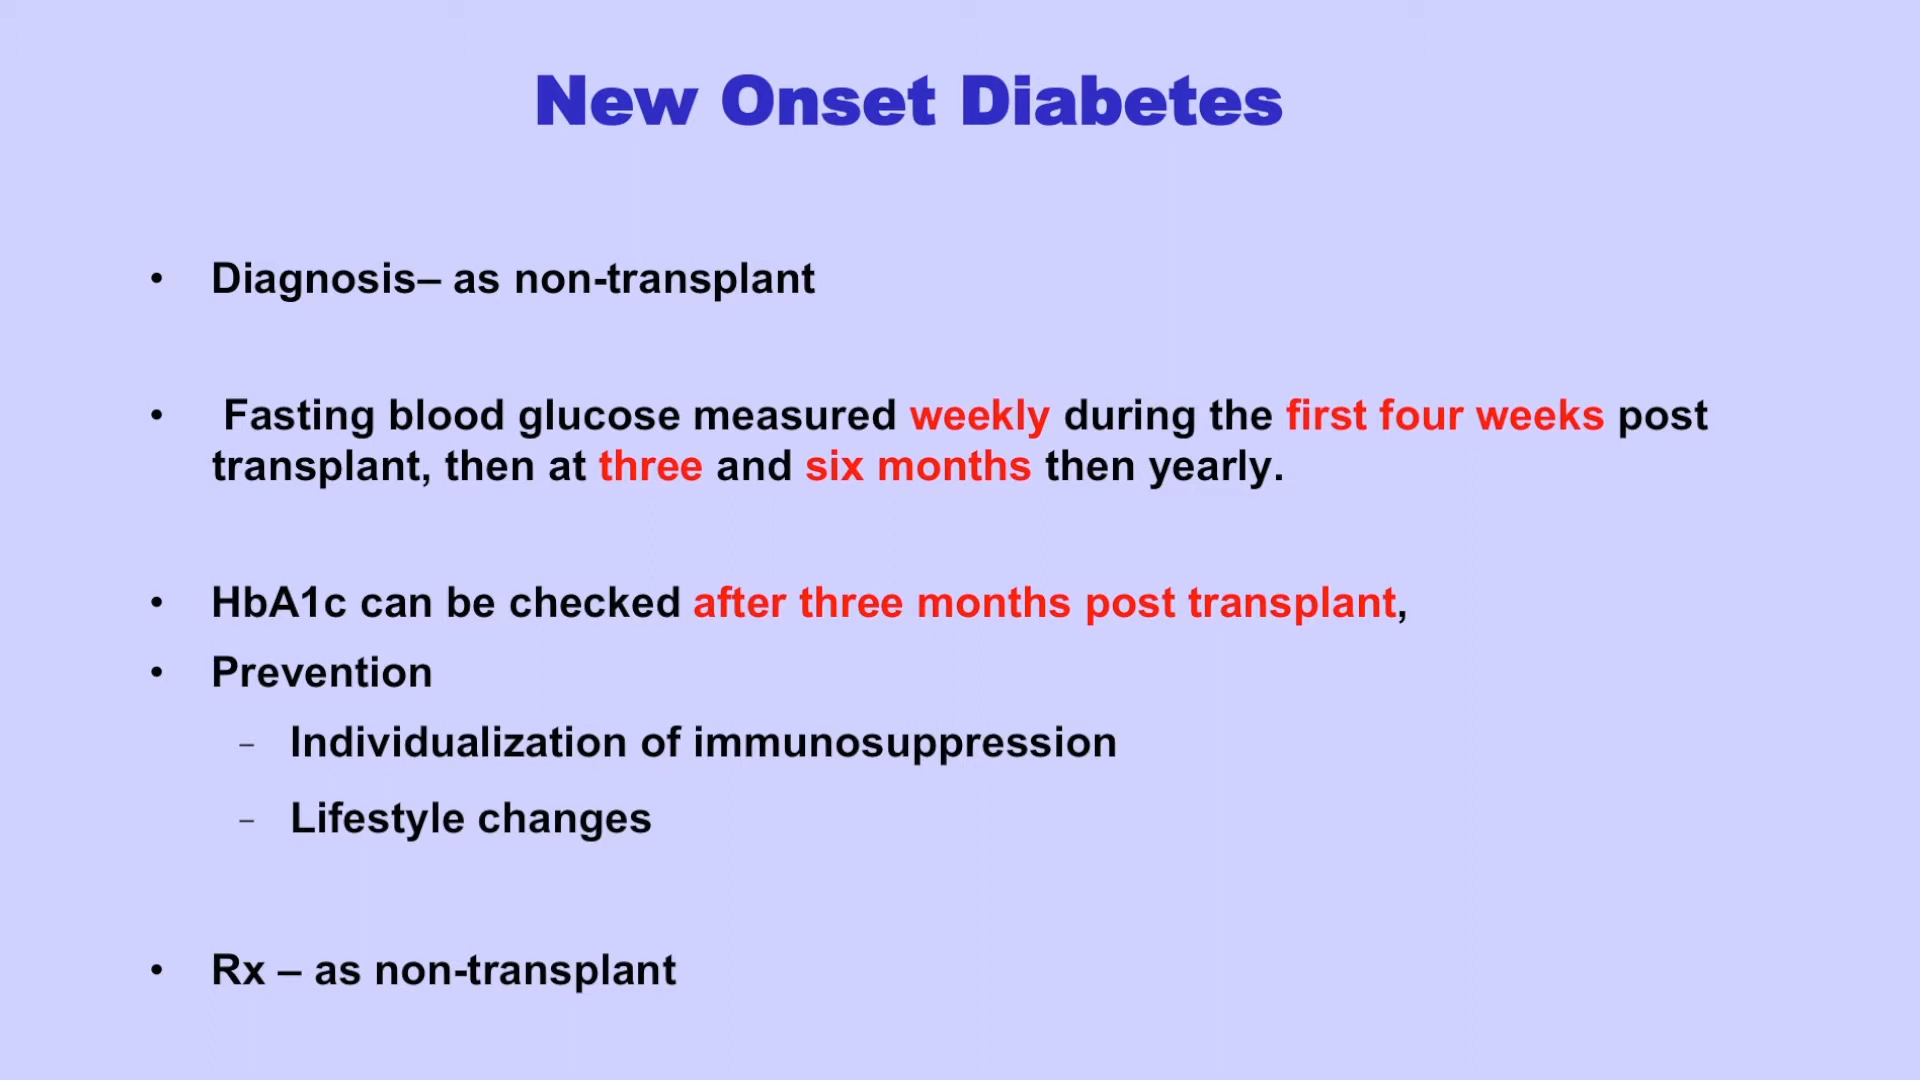 New Onset Diabetes
• Diagnosis– as non-transplant
• Fasting blood glucose measured weekly during the first four weeks post
transplant, then at three and six months then yearly.
• HbA1c can be checked after three months post transplant,
• Prevention
– Individualization of immunosuppression
– Lifestyle changes
• Rx – as non-transplant